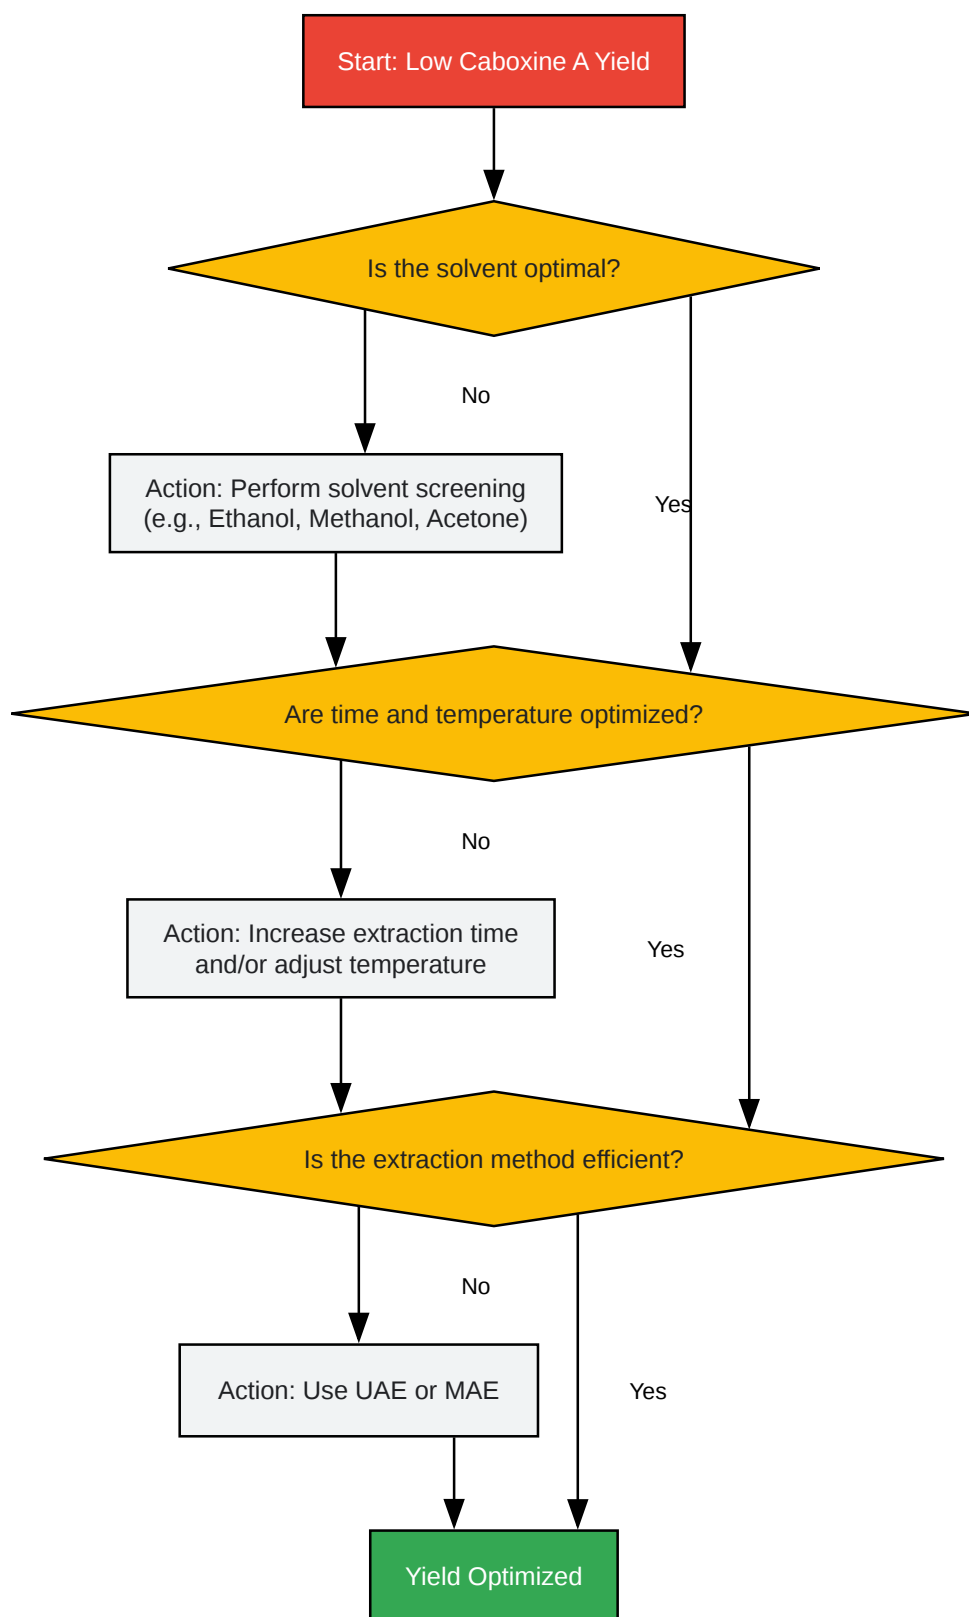 Start: Low Caboxine A Yield
Is the solvent optimal?
No
Action: Perform solvent screening
(e.g., Ethanol, Methanol, Acetone)
Yes
Are time and temperature optimized?
No
Action: Increase extraction time
and/or adjust temperature
Yes
Is the extraction method efficient?
No
Action: Use UAE or MAE
Yes
Yield Optimized